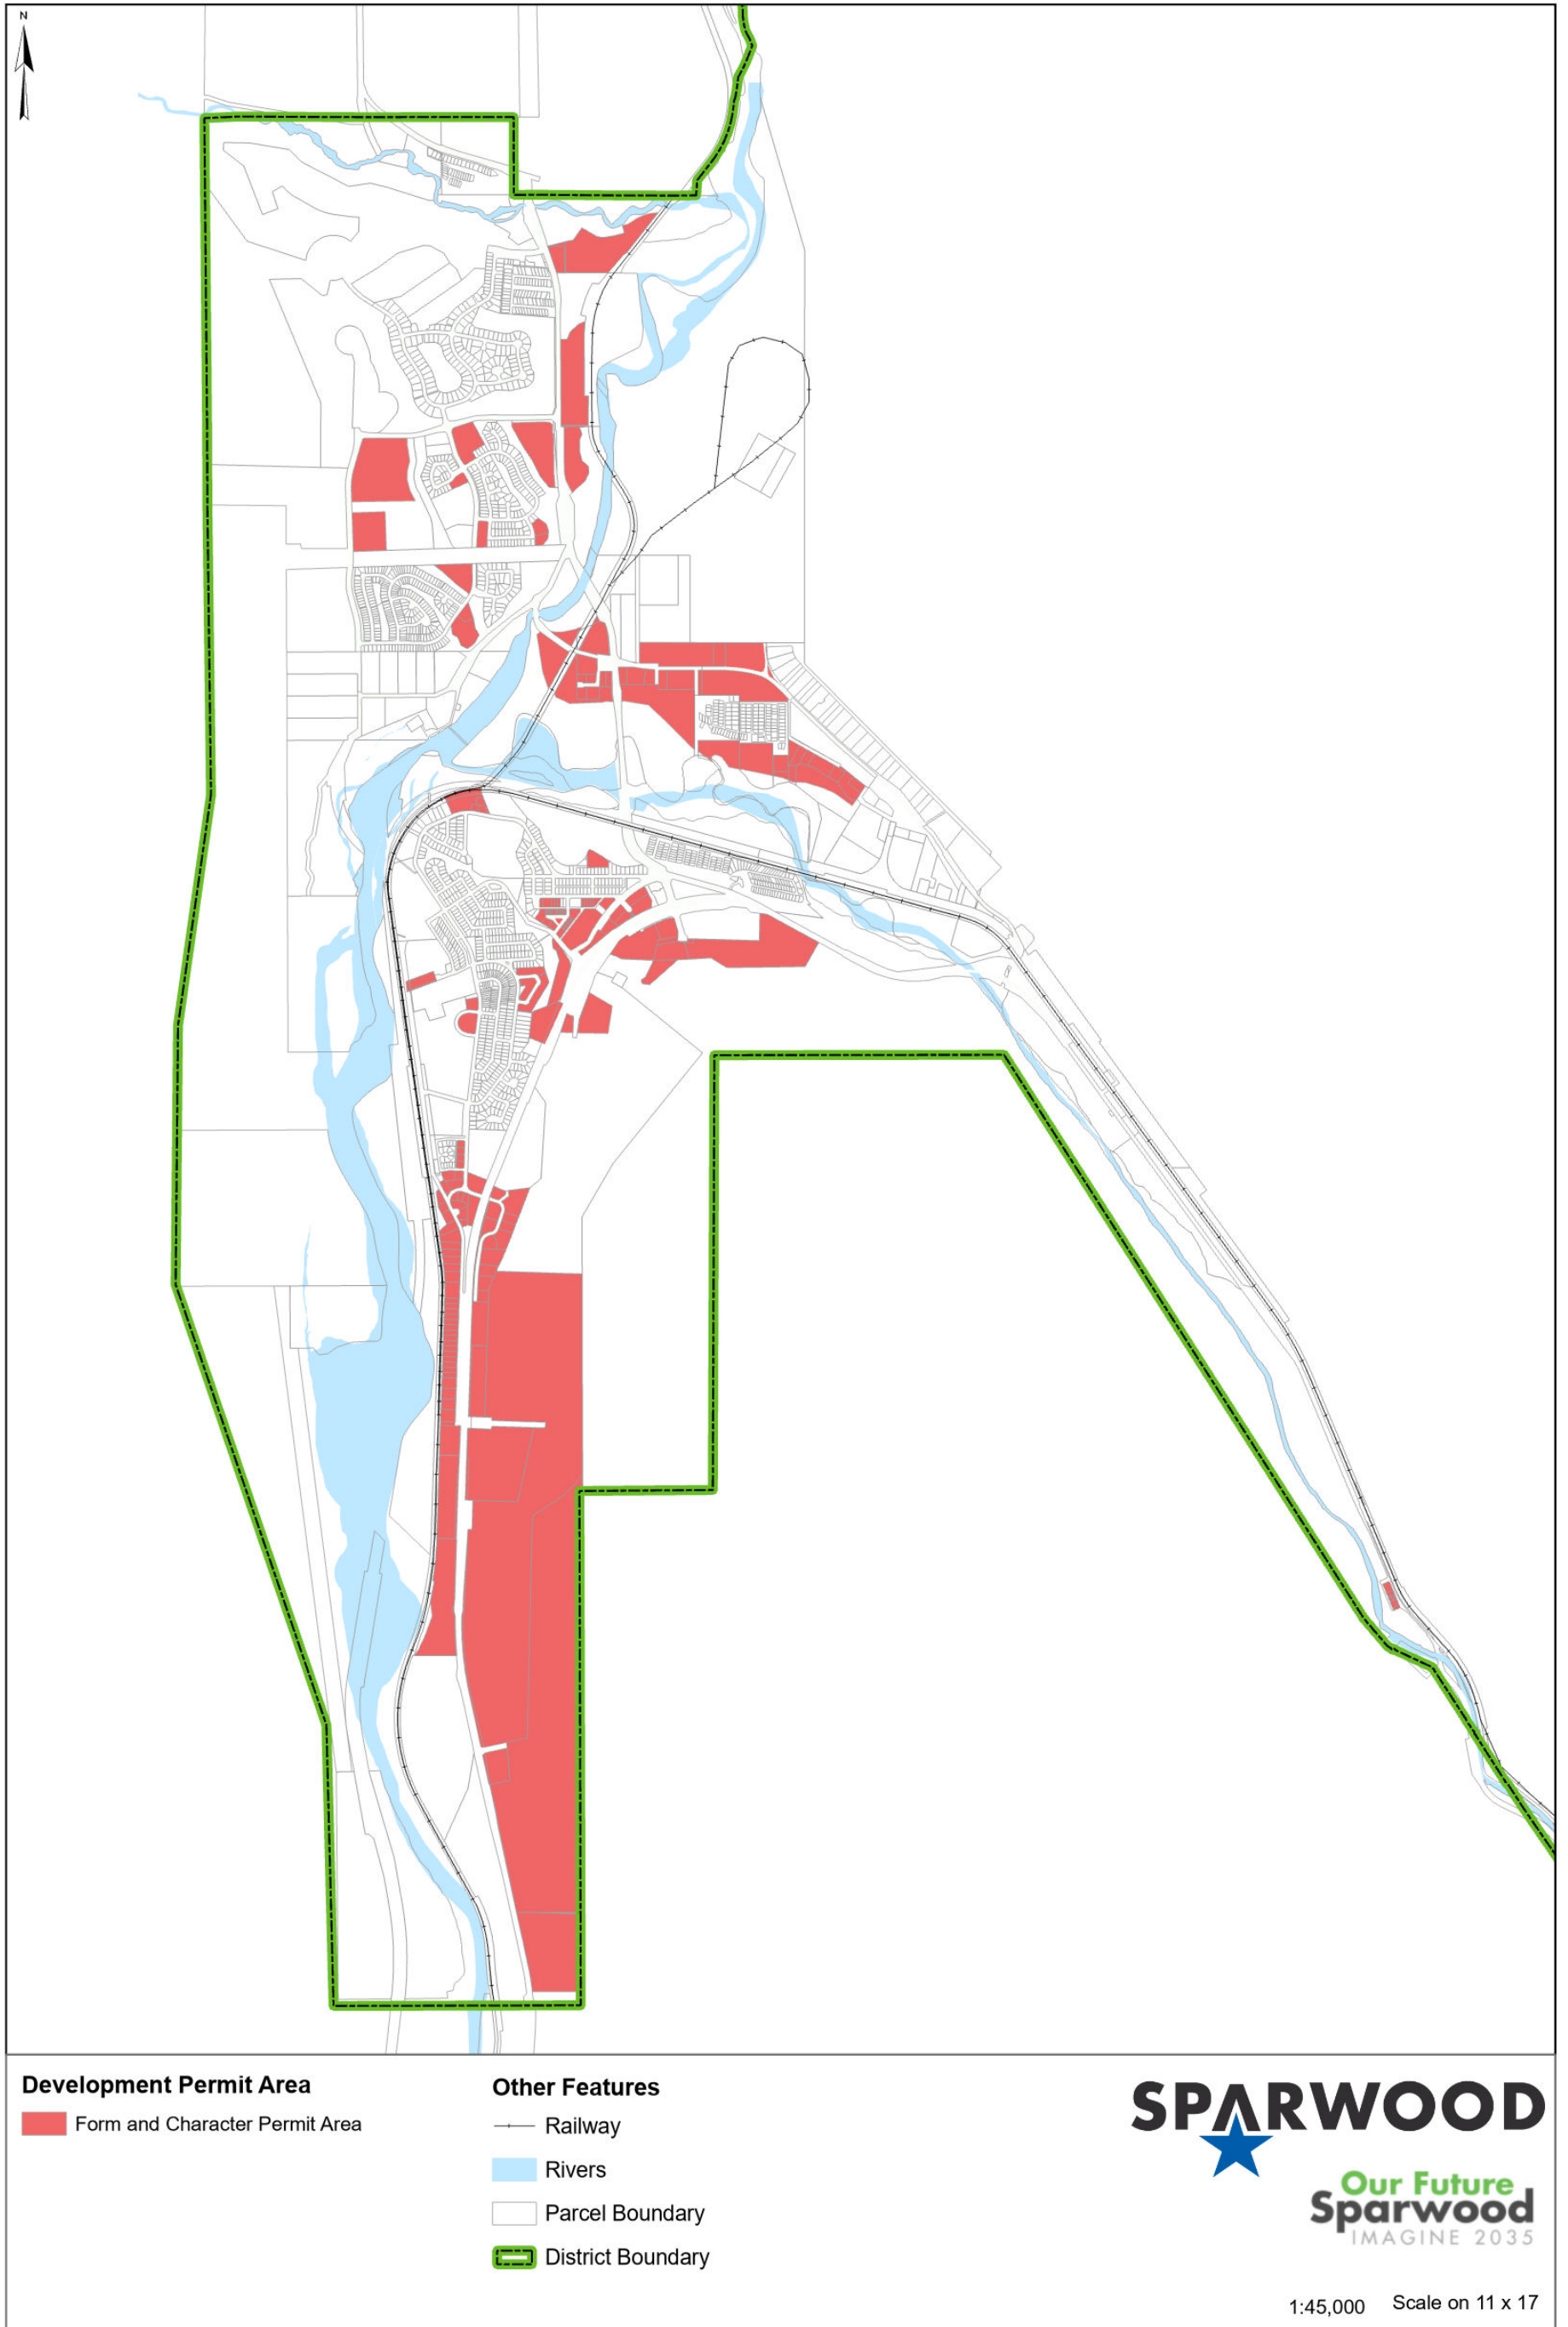 N
Development Permit Area
Form and Character Permit Area
Other Features
Railway
Rivers
Parcel Boundary
District Boundary
SPARWOOD
Our Future
Sparwood
IMAGINE 2035
1:45,000 Scale on 11 x 17